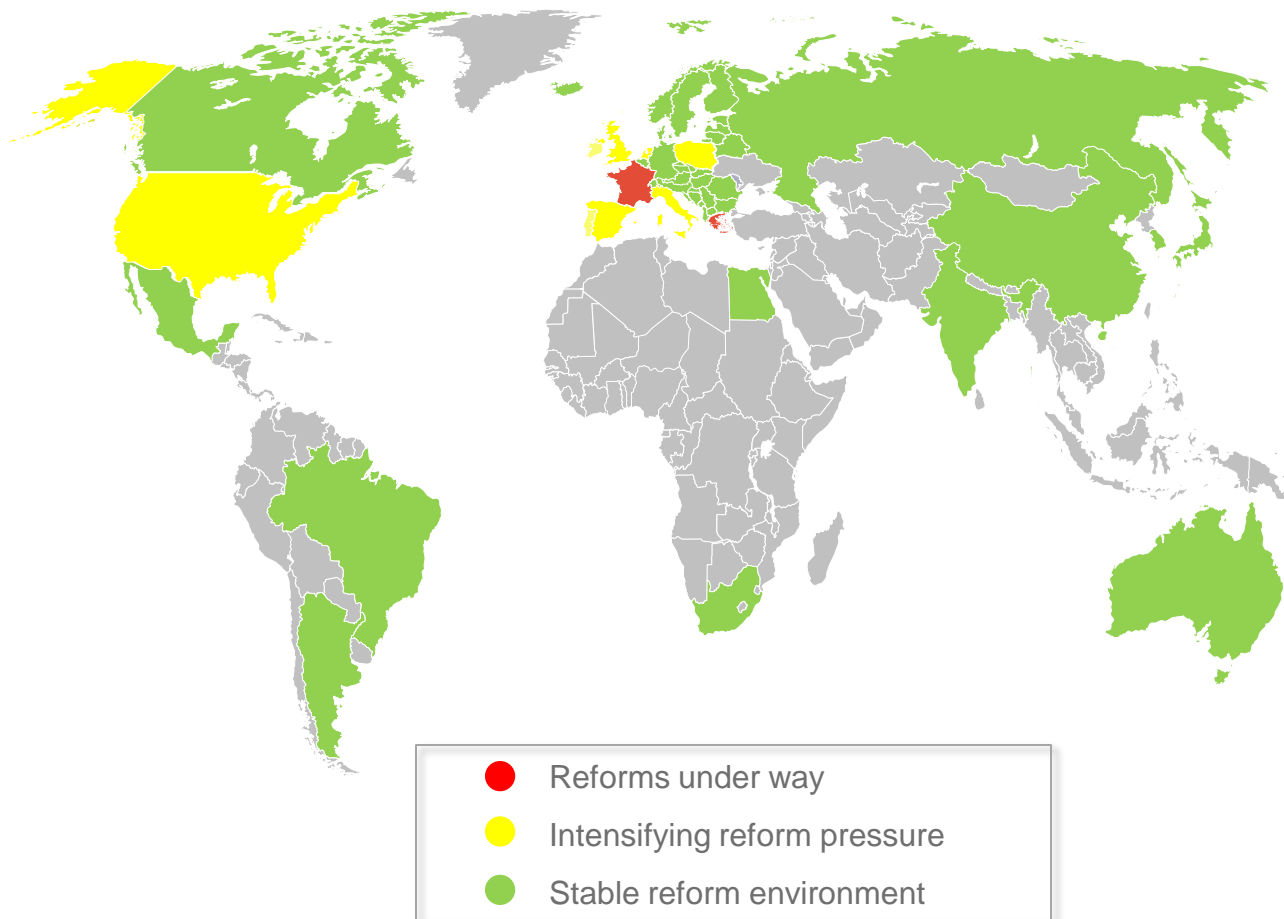 Reforms under way
Intensifying reform pressure
Stable reform environment